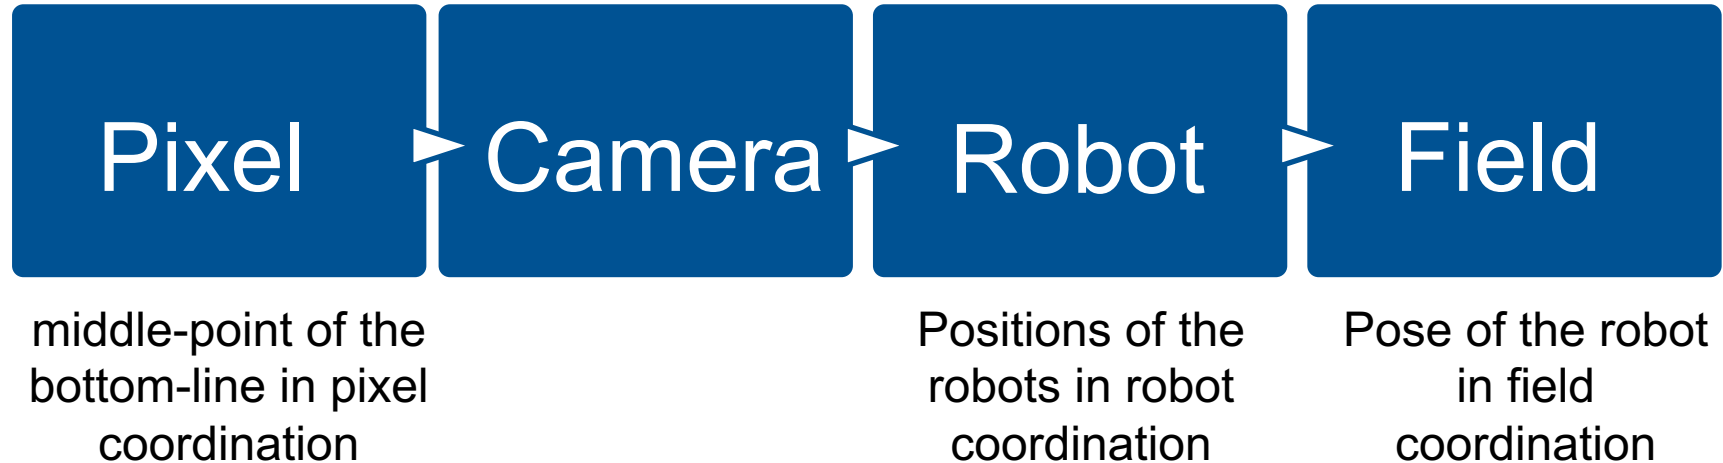 Pixel
Camera
Robot
Field
middle-point of the
bottom-line in pixel
coordination
Positions of the
robots in robot
coordination
Pose of the robot
in field
coordination